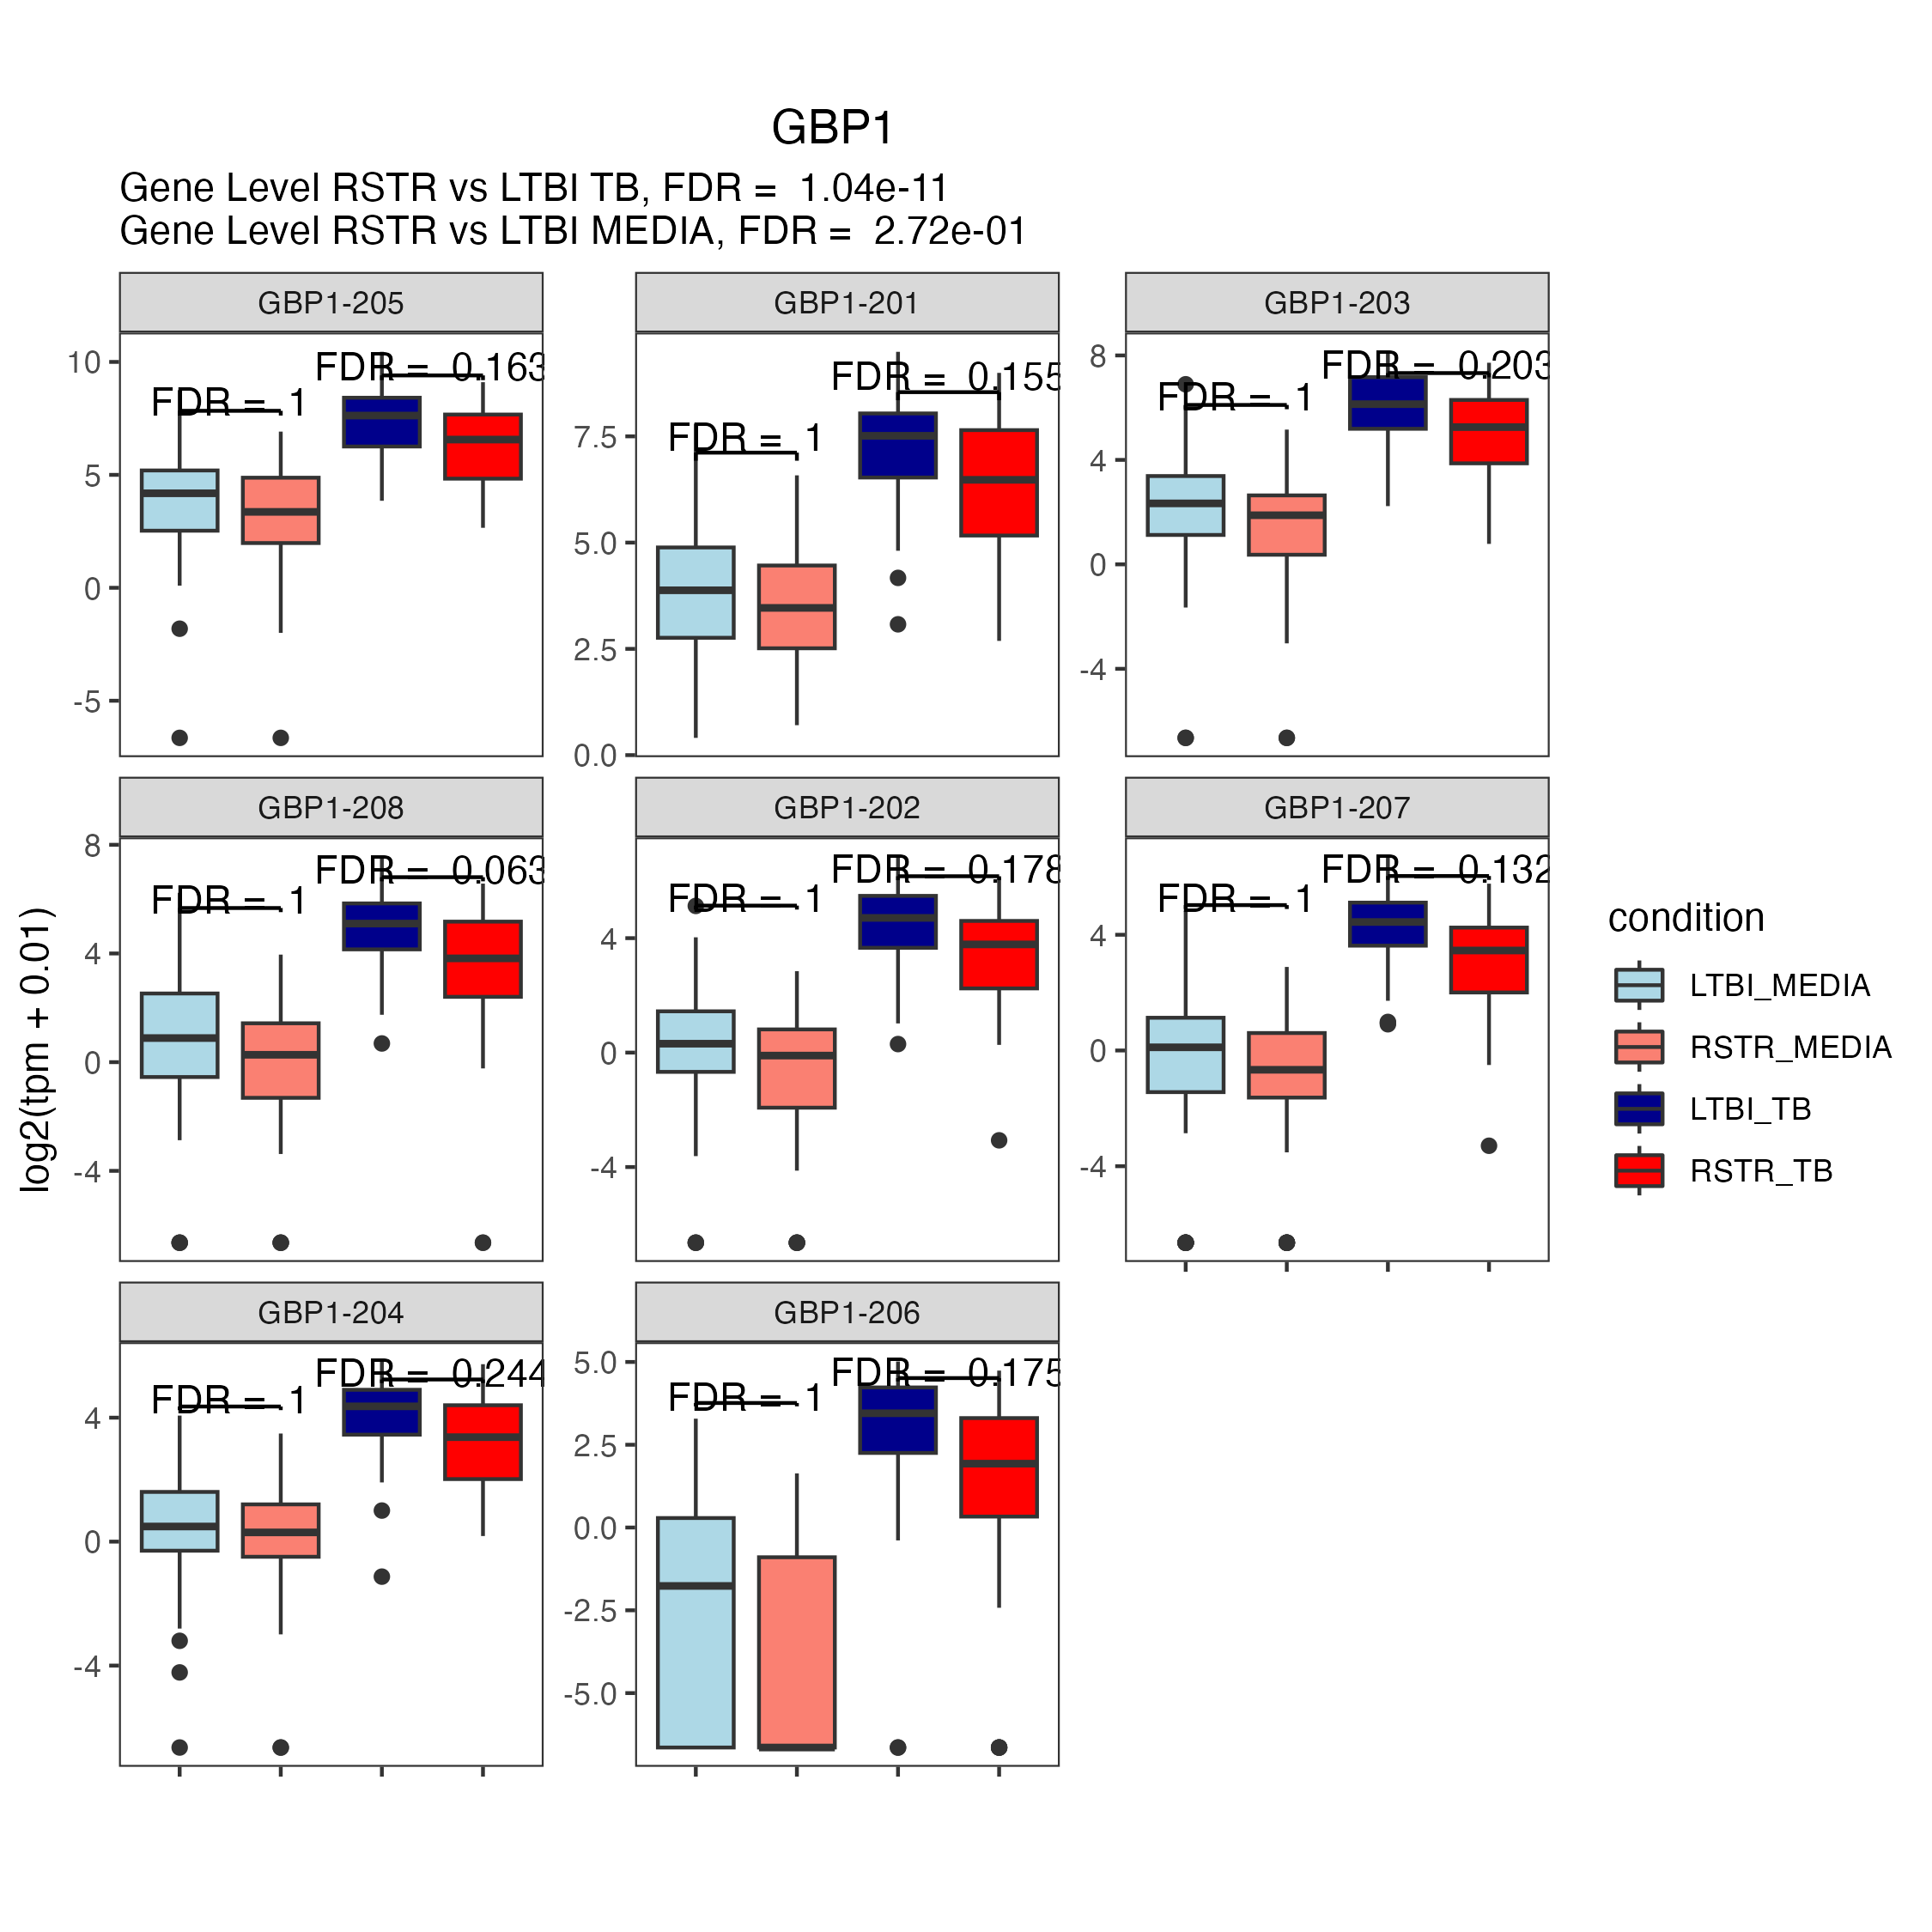 GBP1
Gene Level RSTR vs LTBI TB, FDR = 1.04e-11
Gene Level RSTR vs LTBI MEDIA, FDR = 2.72e-01
GBP1-205
10
5
0
-5
FDR = 1
FDR = 0.163
GBP1-201
7.5
5.0
2.5
0.0
FDR = 1
FDR = 0.155
GBP1-203
8
4
0
-4
FDR = 1
FDR = 0.203
log2(tpm + 0.01)
GBP1-208
8
4
0
-4
FDR = 1
FDR = 0.063
GBP1-202
4
0
-4
FDR = 1
FDR = 0.178
GBP1-207
4
0
-4
FDR = 1
FDR = 0.132
GBP1-204
4
0
-4
FDR = 1
FDR = 0.244
GBP1-206
5.0
2.5
0.0
-2.5
-5.0
FDR = 1
FDR = 0.175
condition
LTBI_MEDIA
RSTR_MEDIA
LTBI_TB
RSTR_TB